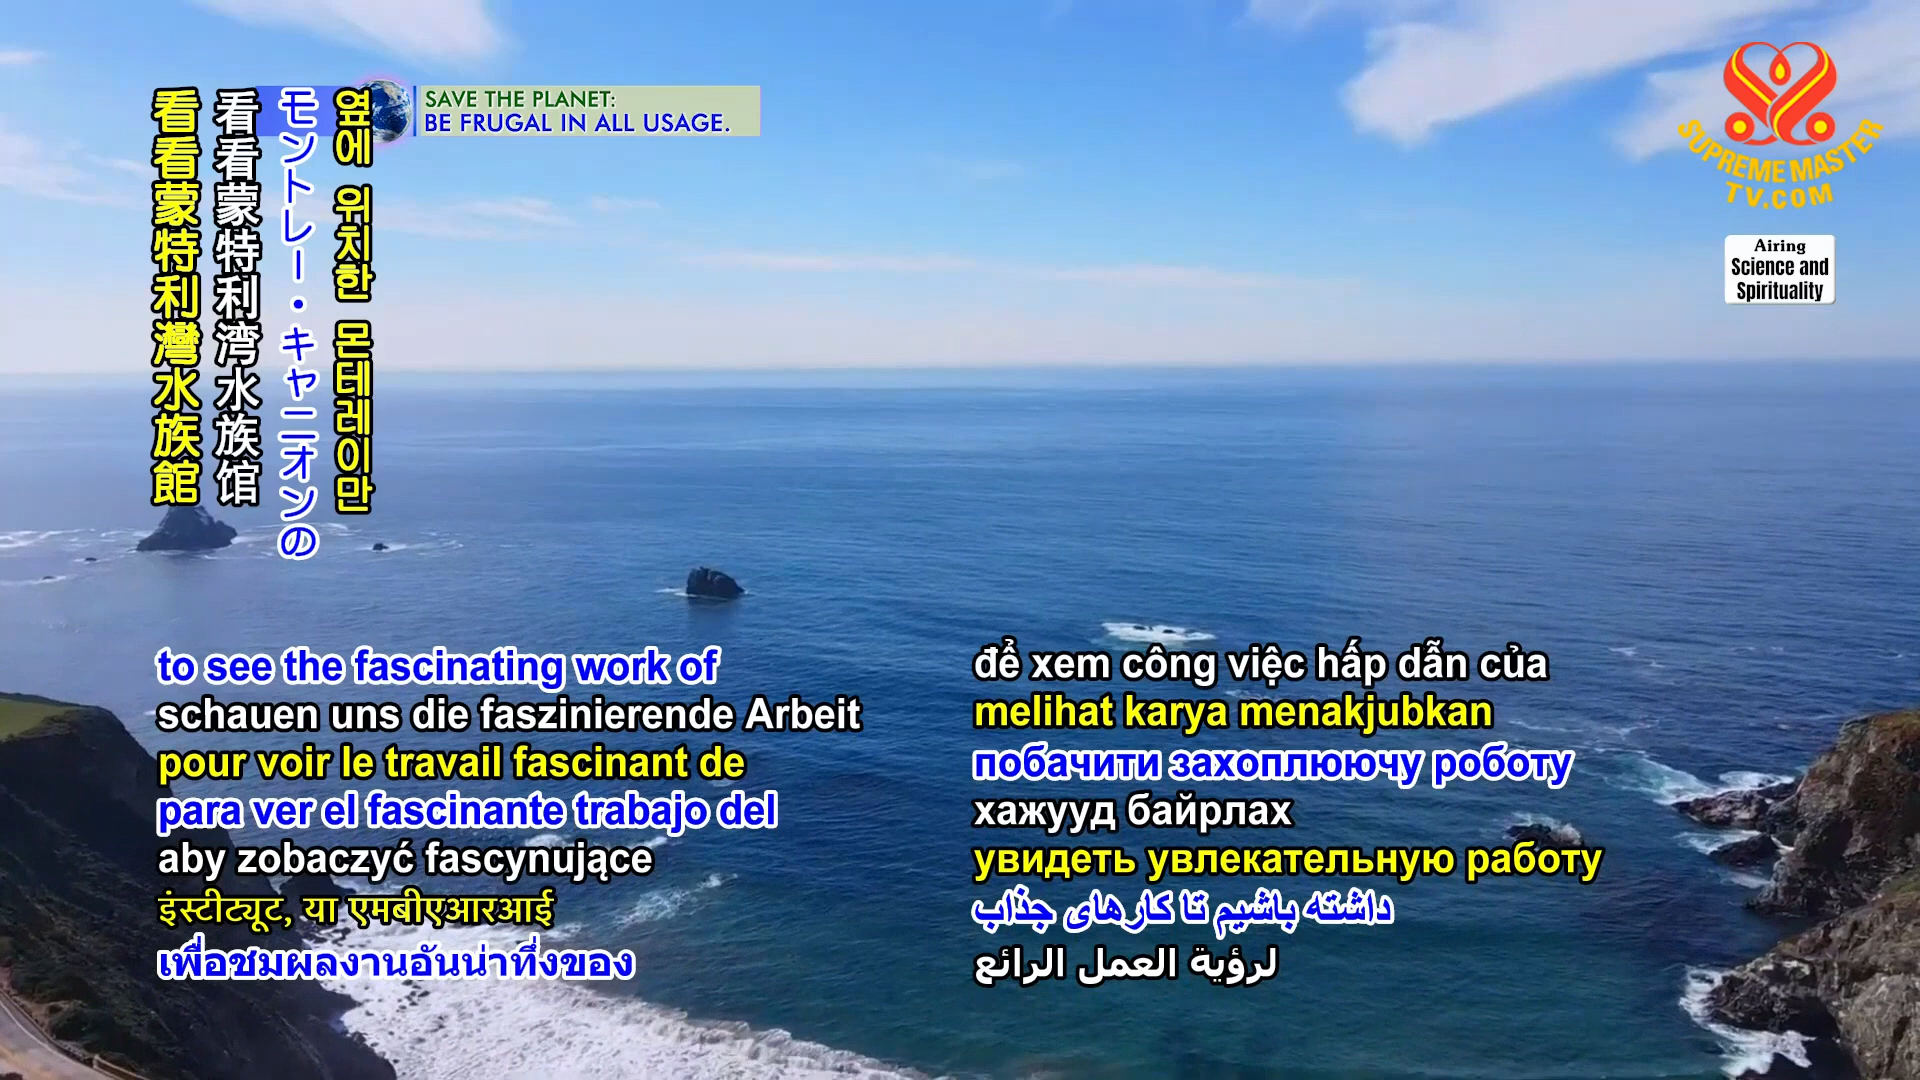 看看蒙特利灣水族館
看看蒙特利湾水族馆
モントレー・キャニオンの
옆에 위치한 몬테레이만
SAVE THE PLANET:
BE FRUGAL IN ALL USAGE.
SUPREME MASTER
TV.COM
Airing
Science and
Spirituality
to see the fascinating work of
schauen uns die faszinierende Arbeit
pour voir le travail fascinant de
para ver el fascinante trabajo del
aby zobaczyć fascynujące
इंस्टीट्यूट, या एमबीएआरआई
เพื่อชมผลงานอันน่าทึ่งของ
để xem công việc hấp dẫn của
melihat karya menakjubkan
побачити захоплюючу роботу
хажууд байрлах
увидеть увлекательную работу
داشته باشیم تا کارهای جذاب
لرؤية العمل الرائع